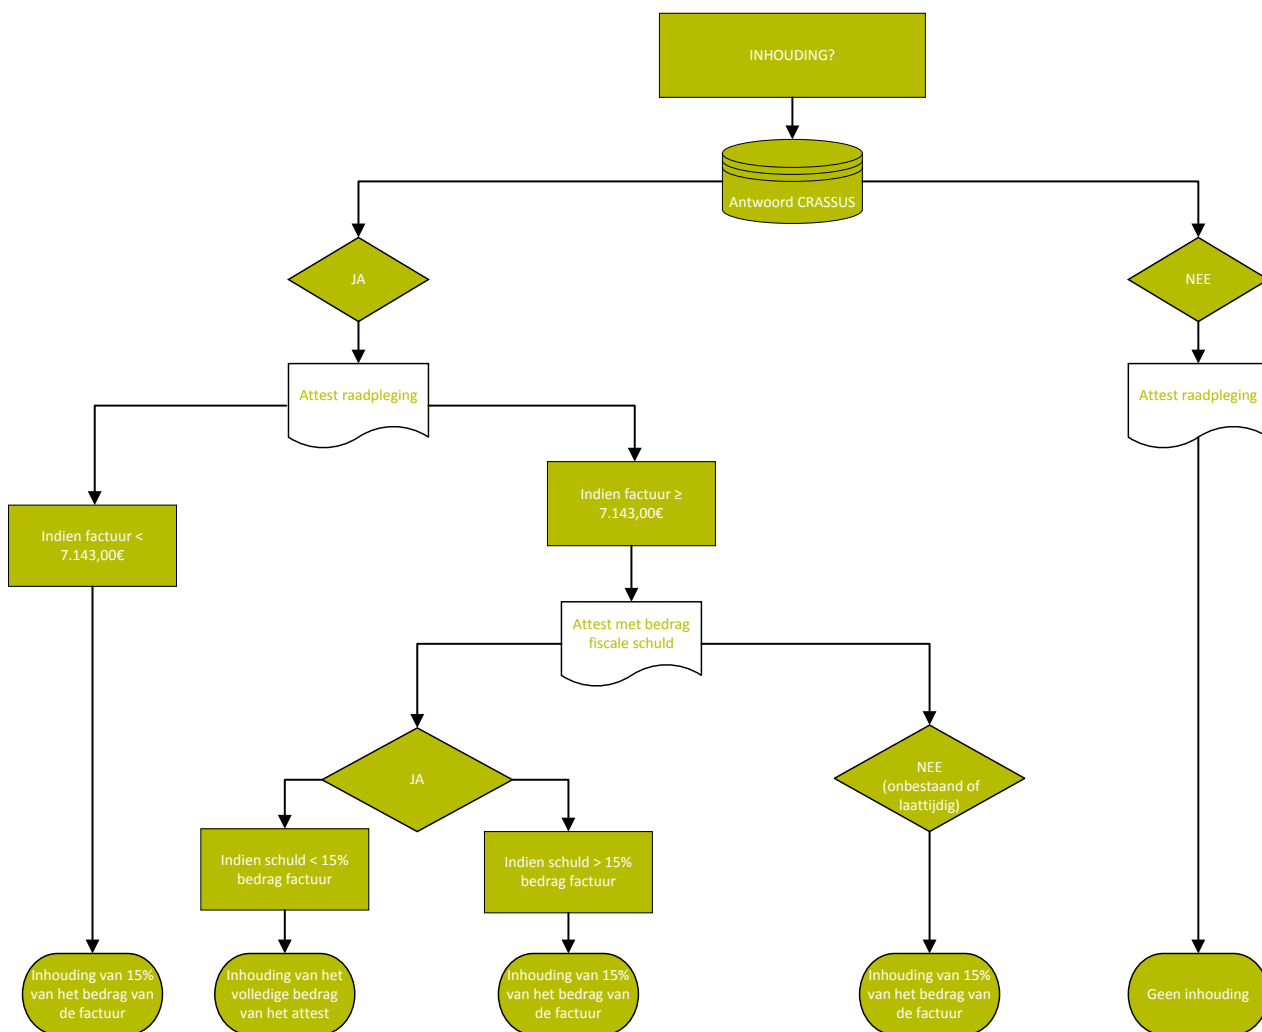 INHOUDING?
Antwoord CRASSUS
JA
NEE
Attest raadpleging
Attest raadpleging
Indien factuur ≥
7.143,00€
Indien factuur <
7.143,00€
Attest met bedrag
fiscale schuld
JA
NEE
(onbestaand of
laattijdig)
Indien schuld < 15%
bedrag factuur
Indien schuld > 15%
bedrag factuur
Inhouding van 15%
van het bedrag van
de factuur
Inhouding van het
volledige bedrag
van het attest
Inhouding van 15%
van het bedrag van
de factuur
Inhouding van 15%
van het bedrag van
de factuur
Geen inhouding